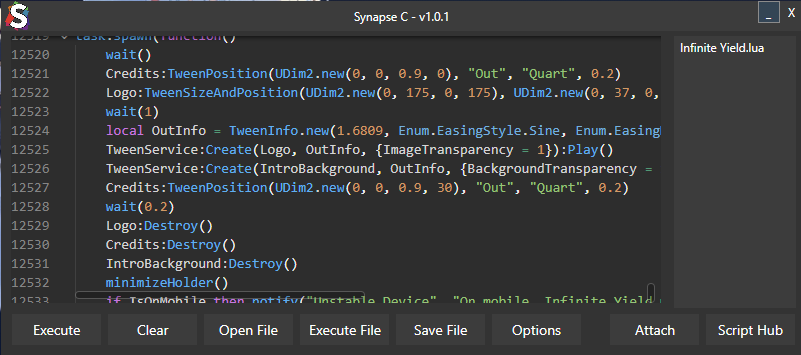 Synapse C - v1.0.1
_ X
12519 task.spawn(function()
12520 wait()
12521 Credits:TweenPosition(UDim2.new(0, 0, 0.9, 0), "Out", "Quart", 0.2)
12522 Logo:TweenSizeAndPosition(UDim2.new(0, 175, 0, 175), UDim2.new(0, 37, 0,
12523 wait(1)
12524 local OutInfo = TweenInfo.new(1.6809, Enum.EasingStyle.Sine, Enum.Easing
12525 TweenService:Create(Logo, OutInfo, {ImageTransparency = 1}):Play()
12526 TweenService:Create(IntroBackground, OutInfo, {BackgroundTransparency =
12527 Credits:TweenPosition(UDim2.new(0, 0, 0.9, 30), "Out", "Quart", 0.2)
12528 wait(0.2)
12529 Logo:Destroy()
12530 Credits:Destroy()
12531 IntroBackground:Destroy()
12532 minimizeHolder()
12533 if IsOnMobile then notify("Unstable Device", "On mobile, Infinite Yield
Infinite Yield.lua
Execute Clear Open File Execute File Save File Options Attach Script Hub